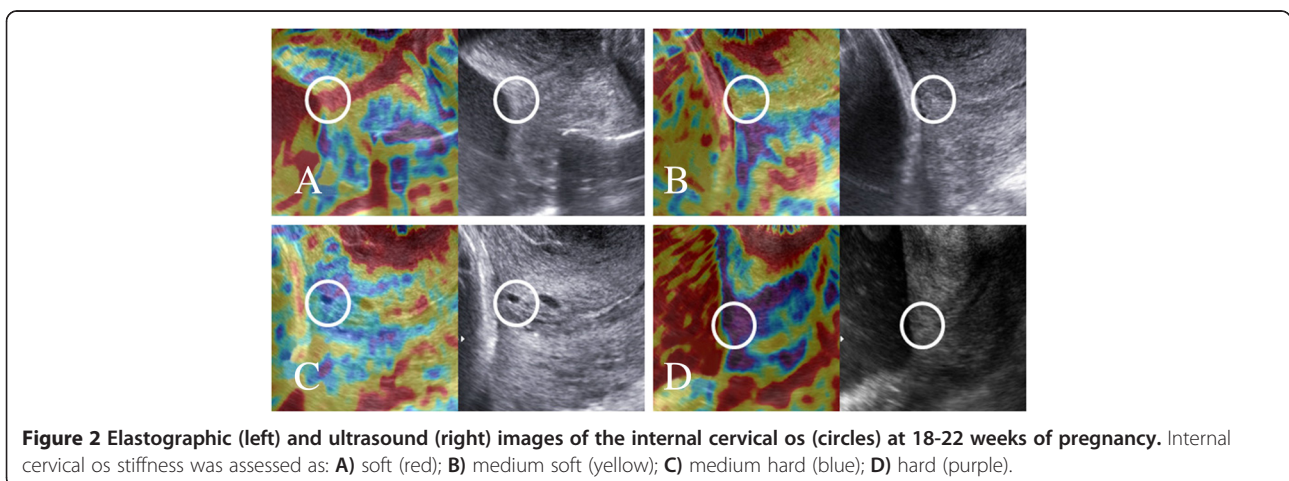 A
B
C
D
Figure 2 Elastographic (left) and ultrasound (right) images of the internal cervical os (circles) at 18-22 weeks of pregnancy. Internal
cervical os stiffness was assessed as: A) soft (red); B) medium soft (yellow); C) medium hard (blue); D) hard (purple).